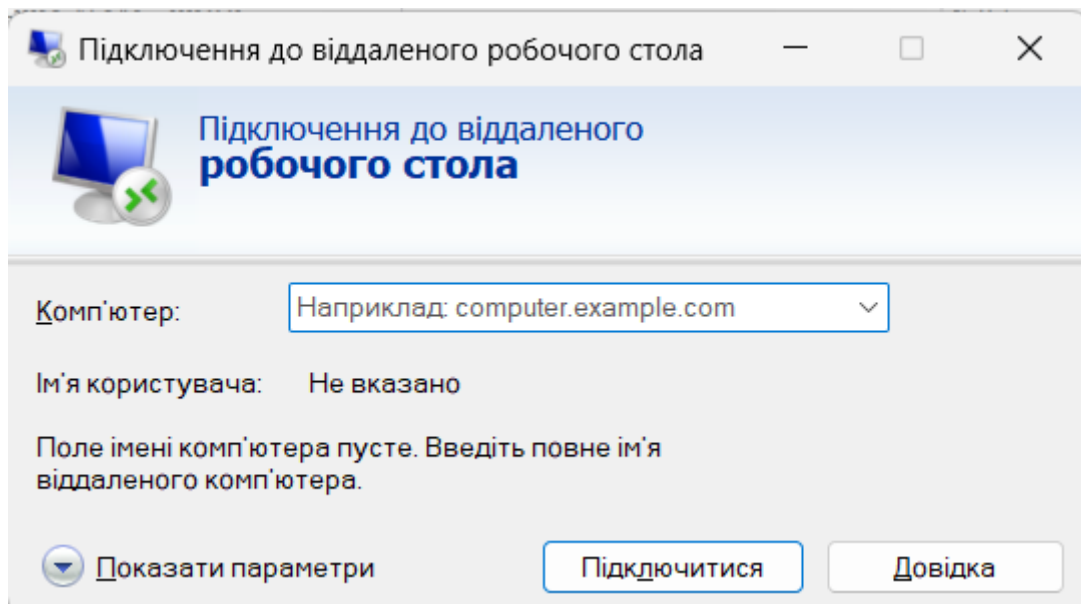 Підключення до віддаленого робочого стола
Підключення до віддаленого
робочого стола
Комп'ютер:
Наприклад: computer.example.com
Ім'я користувача: Не вказано
Поле імені комп'ютера пусте. Введіть повне ім'я
віддаленого комп'ютера.
Показати параметри
Підключитися
Довідка